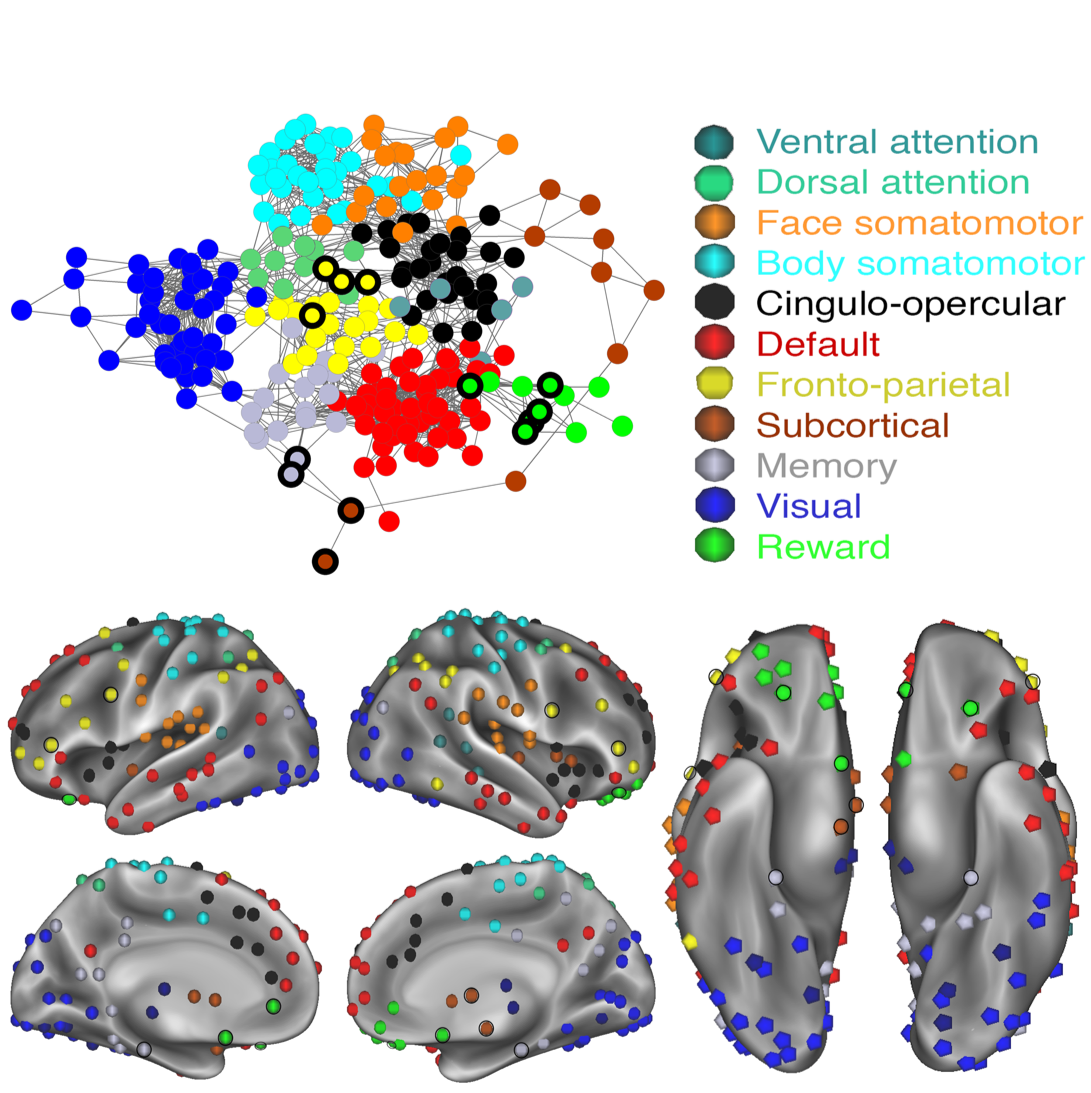 Ventral attention
Dorsal attention
Face somatomotor
Body somatomotor
Cingulo-opercular
Default
Fronto-parietal
Subcortical
Memory
Visual
Reward